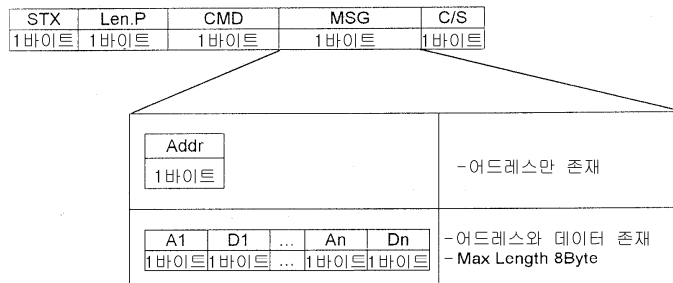 STX Len.P CMD MSG C/S
1바이트 1바이트 1바이트 1바이트 1바이트
Addr
1바이트
-어드레스만 존재
A1 D1 ... An Dn
1바이트 1바이트 ... 1바이트 1바이트
-어드레스와 데이터 존재
-Max Length 8Byte